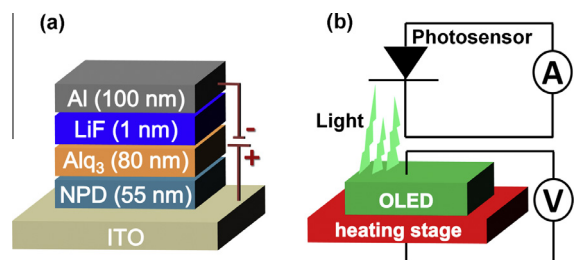 (a)
Al (100 nm)
LiF (1 nm)
Alq₃ (80 nm)
NPD (55 nm)
ITO
-
+
(b)
Photosensor
A
Light
OLED
V
heating stage